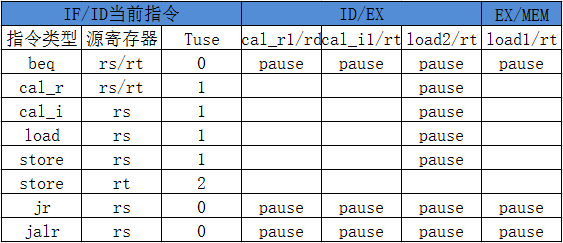 IF/ID当前指令 ID/EX EX/MEM
指令类型 源寄存器 Tuse cal_r1/rd cal_i1/rt load2/rt load1/rt
beq rs/rt 0 pause pause pause pause
cal_r rs/rt 1 pause
cal_i rs 1 pause
load rs 1 pause
store rs 1 pause
store rt 2
jr rs 0 pause pause pause pause
jalr rs 0 pause pause pause pause